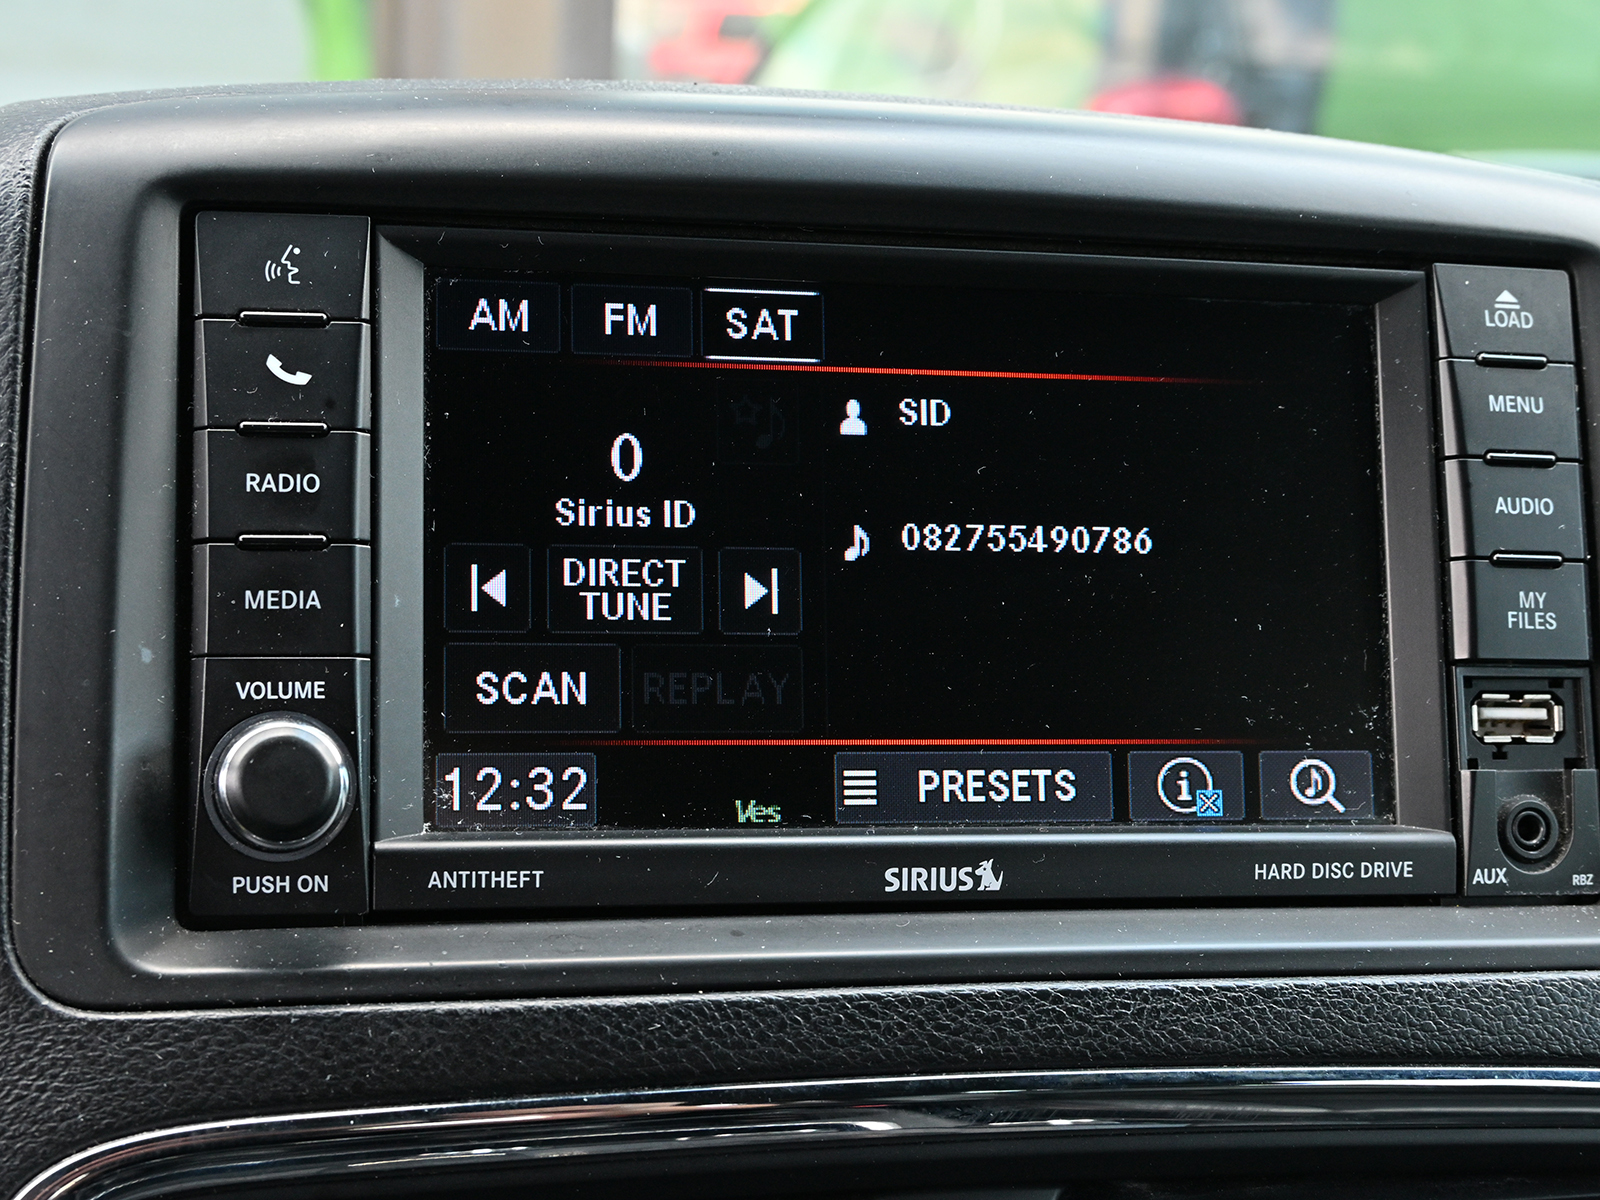 AM FM SAT
LOAD
SID
MENU
0
RADIO
Sirius ID
082755490786
AUDIO
DIRECT
TUNE
MEDIA
MY
FILES
SCAN
REPLAY
VOLUME
12:32
Yes
PRESETS
PUSH ON
ANTITHEFT
SIRIUS
HARD DISC DRIVE
AUX
RBZ